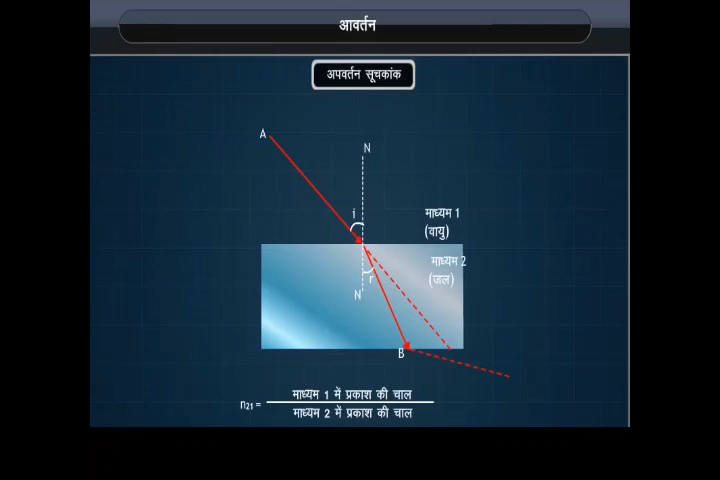 आवर्तन
अपवर्तन सूचकांक
A
N
i
माध्यम 1
(वायु)
माध्यम 2
(जल)
r
N
B
माध्यम 1 में प्रकाश की चाल
n21 =
माध्यम 2 में प्रकाश की चाल